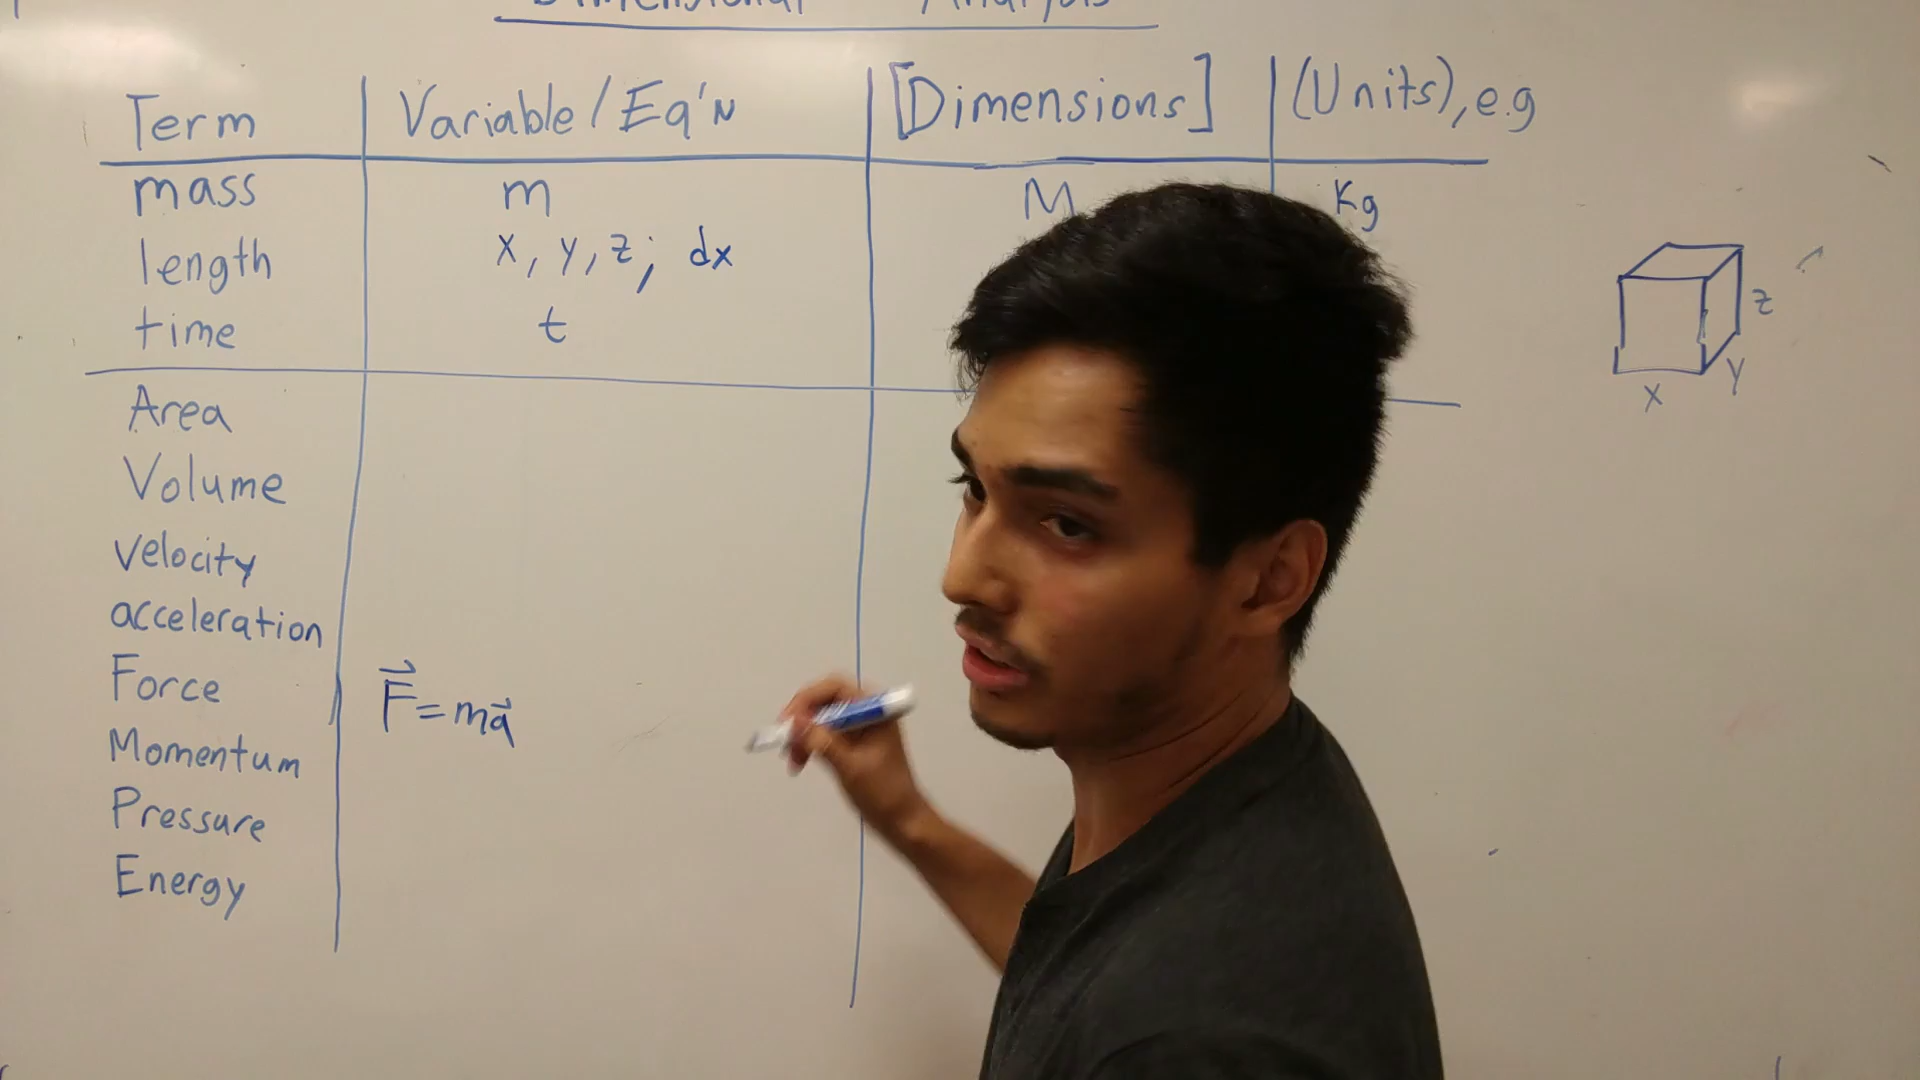 Dimensional Analysis
Term Variable/Eq'N [Dimensions] (Units), e.g
mass m M Kg
length x, y, z; dx
time t
Area
Volume
Velocity
acceleration
Force F⃗ = ma⃗
Momentum
Pressure
Energy
z
y
x